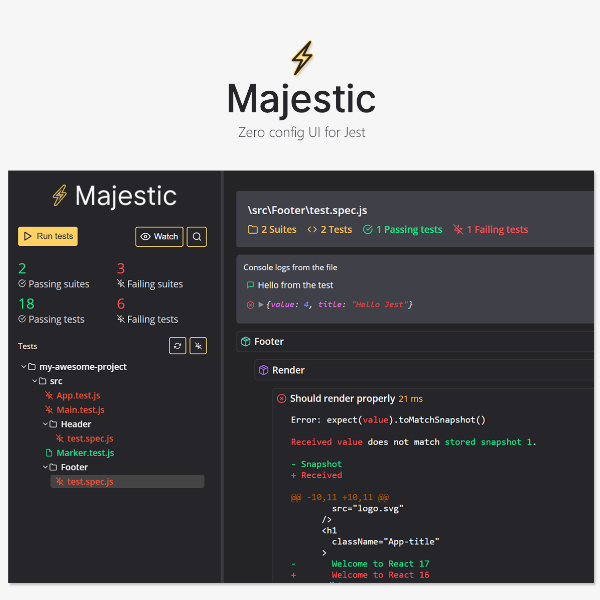 Majestic
Zero config UI for Jest
Majestic
Run tests
Watch
2
Passing suites
3
Failing suites
18
Passing tests
6
Failing tests
Tests
my-awesome-project
src
App.test.js
Main.test.js
Header
test.spec.js
Marker.test.js
Footer
test.spec.js
\src\Footer\test.spec.js
2 Suites <> 2 Tests 1 Passing tests 1 Failing tests
Console logs from the file
Hello from the test
{value: 4, title: "Hello Jest"}
Footer
Render
Should render properly 21 ms
Error: expect(value).toMatchSnapshot()
Received value does not match stored snapshot 1.
- Snapshot
+ Received
@@ -10,11 +10,11 @@
src="logo.svg"
/>
<h1
className="App-title"
>
- Welcome to React 17
+ Welcome to React 16